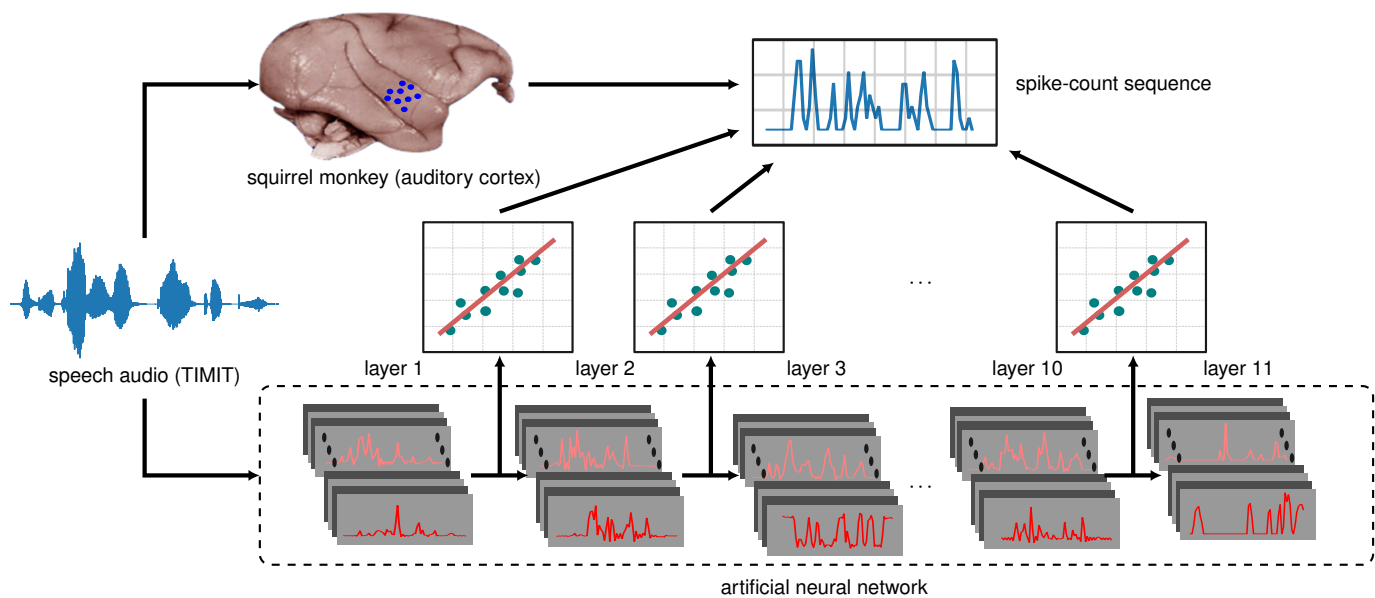 spike-count sequence
squirrel monkey (auditory cortex)
speech audio (TIMIT)
...
layer 1
layer 2
layer 3
layer 10
layer 11
...
artificial neural network